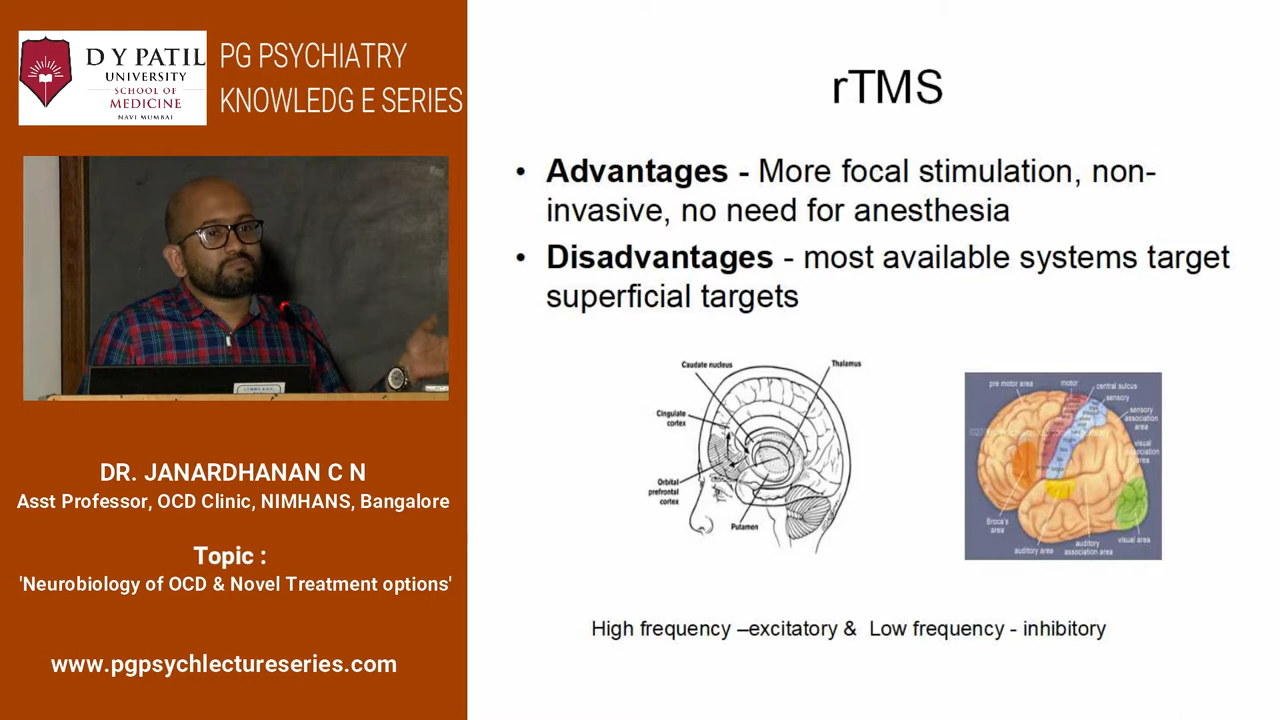 D Y PATIL
UNIVERSITY
SCHOOL OF
MEDICINE
NAVI MUMBAI
PG PSYCHIATRY
KNOWLEDG E SERIES
DR. JANARDHANAN C N
Asst Professor, OCD Clinic, NIMHANS, Bangalore
Topic :
'Neurobiology of OCD & Novel Treatment options'
www.pgpsychlectureseries.com
rTMS
• Advantages - More focal stimulation, non-
invasive, no need for anesthesia
• Disadvantages - most available systems target
superficial targets
Caudate nucleus
Thalamus
Cingulate
cortex
Orbital
prefrontal
cortex
Putamen
pre motor area
motor
central sulcus
sensory
sensory
association
area
visual
association
area
Broca's
area
auditory area
auditory
association area
visual area
High frequency –excitatory & Low frequency - inhibitory